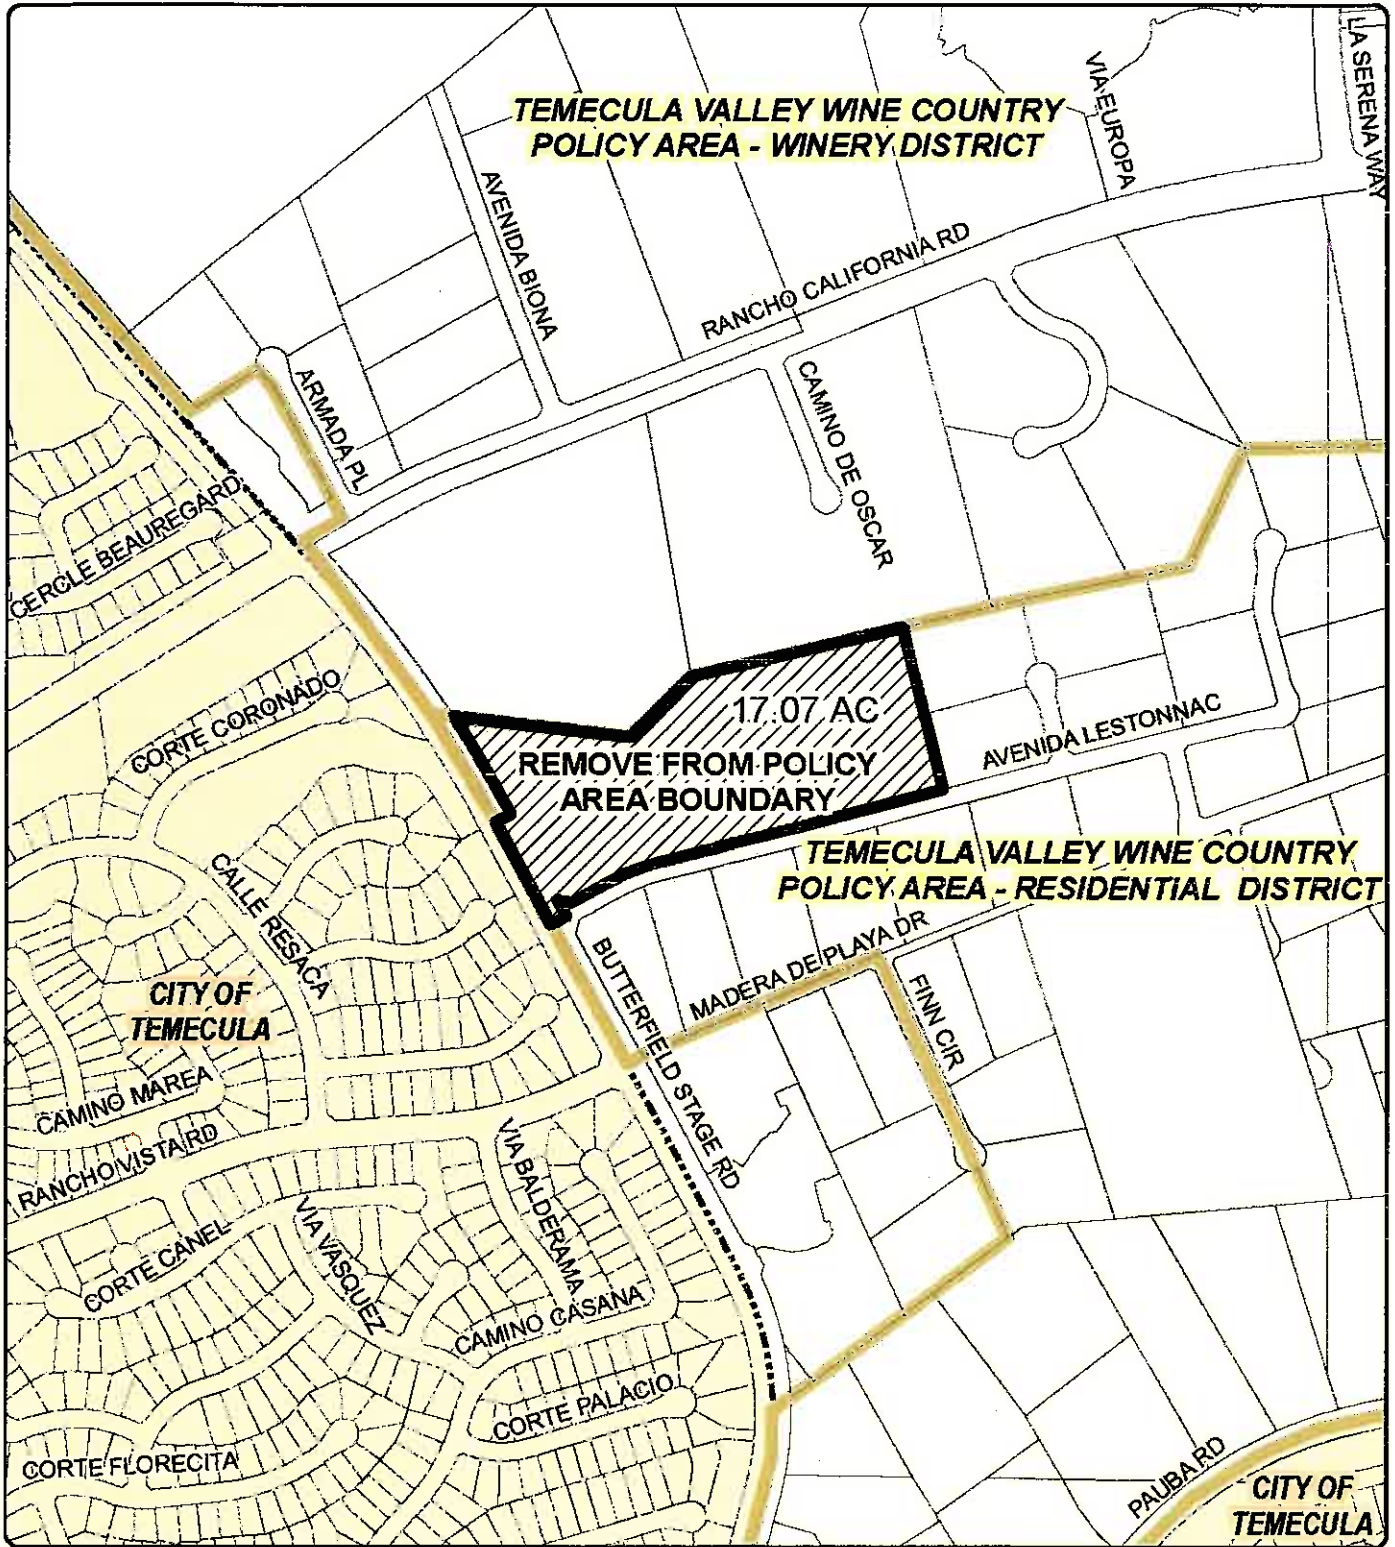 TEMECULA VALLEY WINE COUNTRY
POLICY AREA - WINERY DISTRICT
VIA EUROPA
LA SERENA WAY
AVENIDA BIONA
RANCHO CALIFORNIA RD
ARMADA PL
CAMINO DE OSCAR
CERCLE BEAUREGARD
CORTE CORONADO
17.07 AC
REMOVE FROM POLICY
AREA BOUNDARY
AVENIDA LESTONNAC
TEMECULA VALLEY WINE COUNTRY
POLICY AREA - RESIDENTIAL DISTRICT
CALLE RESACA
CITY OF
TEMECULA
BUTTERFIELD STAGE RD
MADERA DE PLAYA DR
FINN CIR
CAMINO MAREA
RANCHO VISTA RD
VIA BALDERAMA
VIA VASQUEZ
CORTE CANEL
CAMINO CASANA
CORTE PALACIO
CORTE FLORECITA
PAUBA RD
CITY OF
TEMECULA